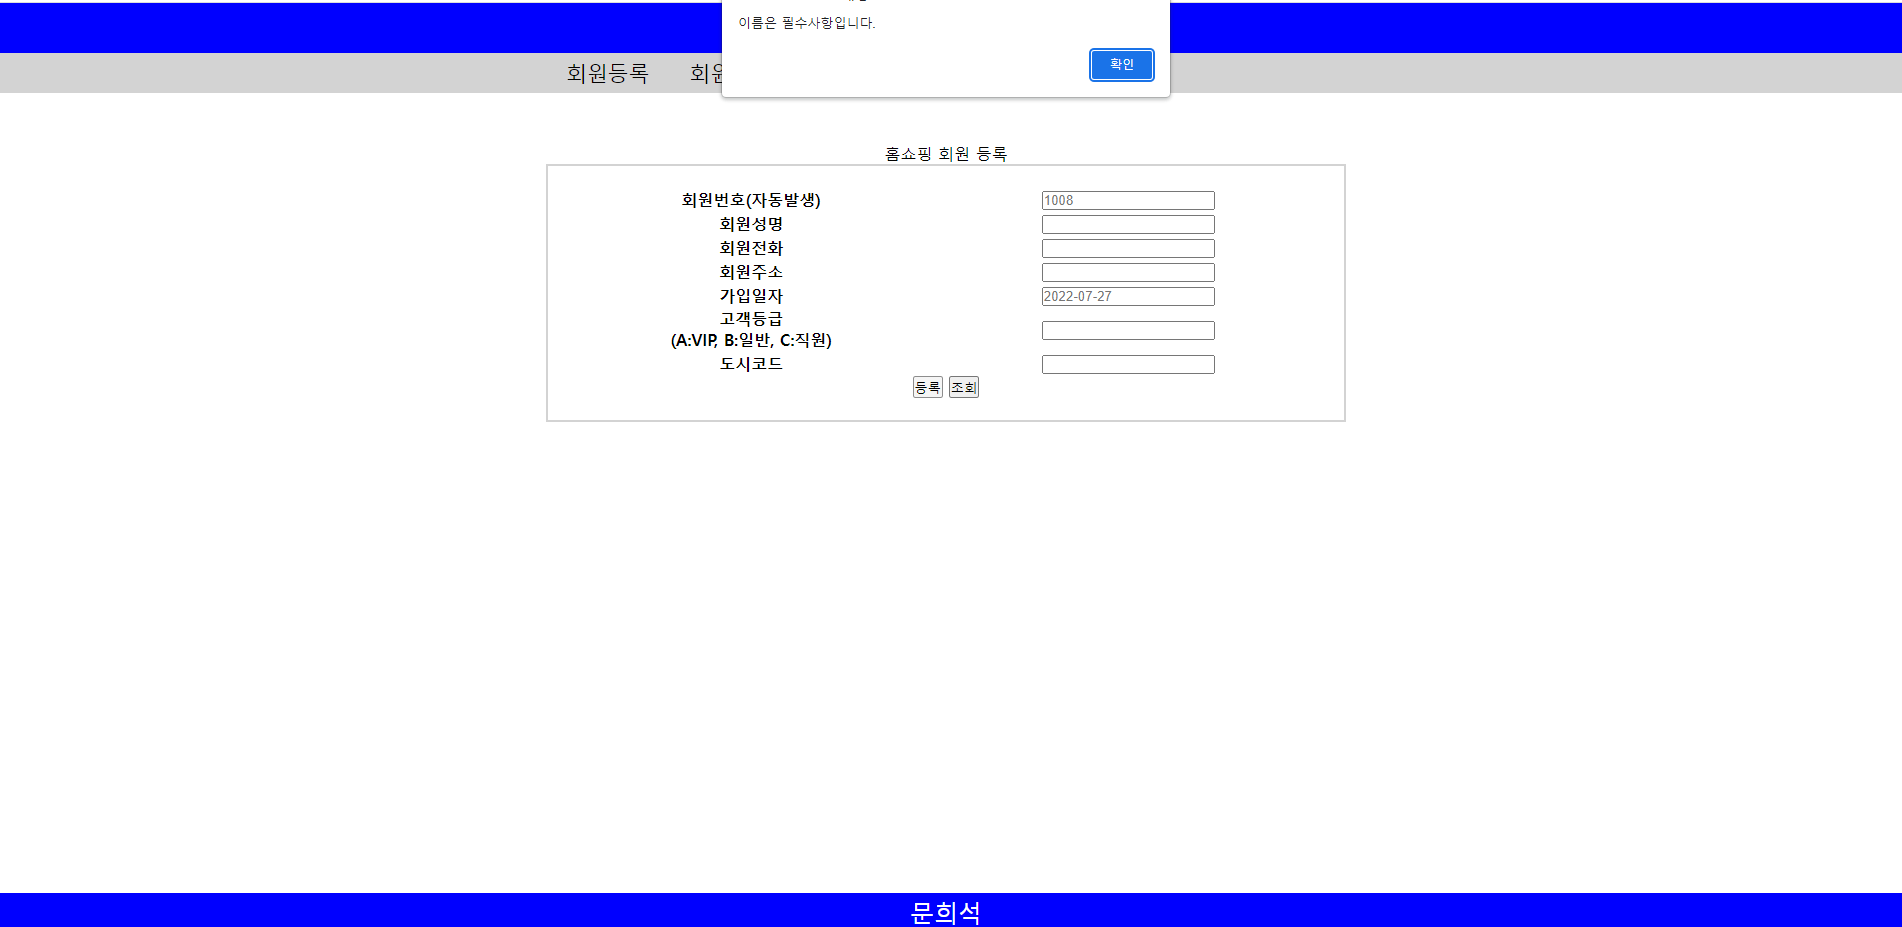 이름은 필수사항입니다.
확인
회원등록
홈쇼핑 회원 등록
회원번호(자동발생) 1008
회원성명
회원전화
회원주소
가입일자 2022-07-27
고객등급
(A:VIP, B:일반, C:직원)
도시코드
등록 조회
문희석